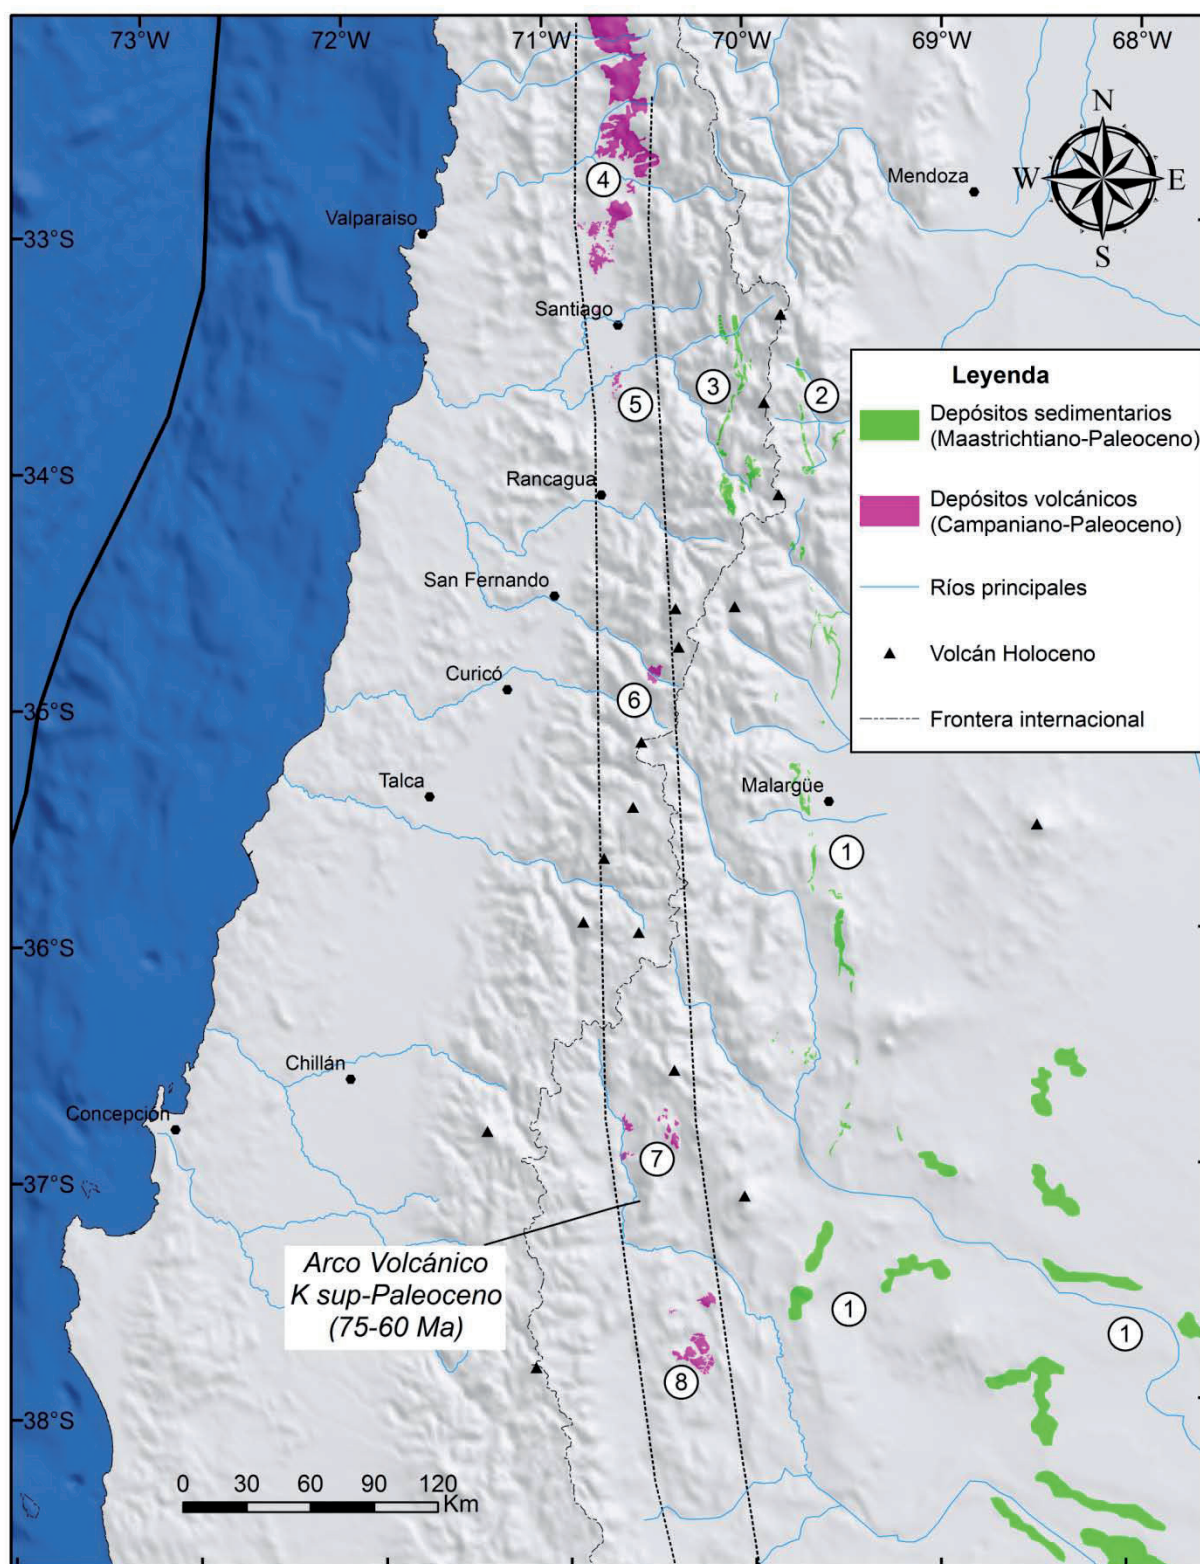 73°W
72°W
71°W
70°W
69°W
68°W
N
W
E
S
Mendoza
4
Valparaiso
33°S
Santiago
3
2
5
Leyenda
Depósitos sedimentarios
(Maastrichtiano-Paleoceno)
Depósitos volcánicos
(Campaniano-Paleoceno)
Ríos principales
Volcán Holoceno
Frontera internacional
34°S
Rancagua
San Fernando
Curicó
6
35°S
Talca
Malargüe
1
36°S
Chillán
Concepción
7
37°S
Arco Volcánico
K sup-Paleoceno
(75-60 Ma)
1
1
8
38°S
0 30 60 90 120
Km